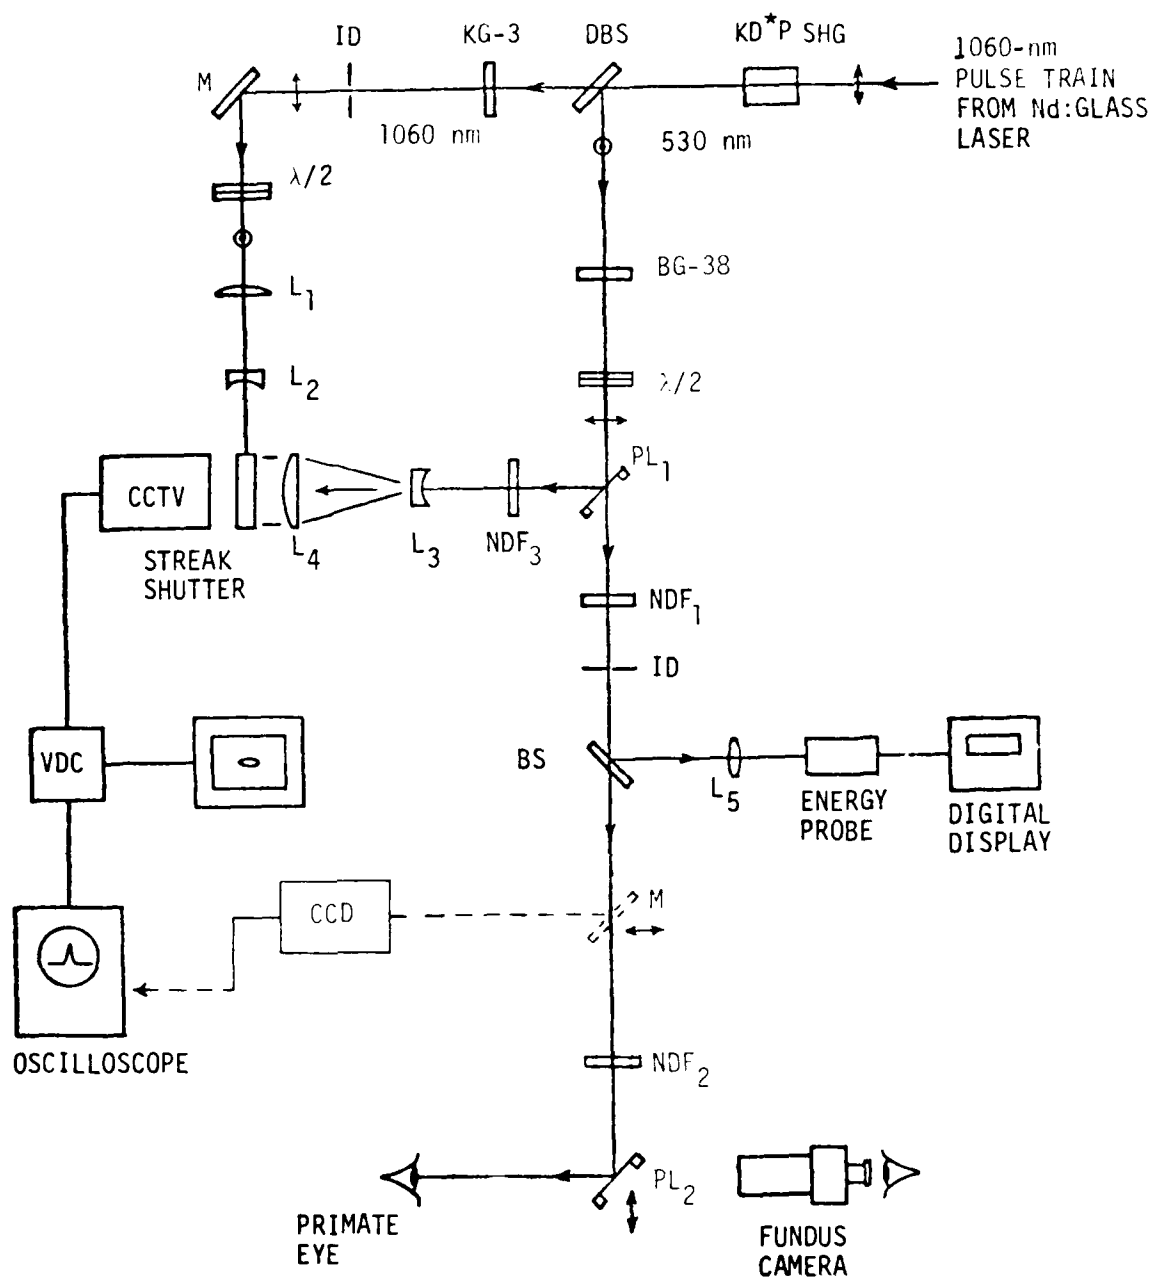 ID
KG-3
DBS
KD*P SHG
1060-nm
PULSE TRAIN
FROM Nd:GLASS
LASER
M
1060 nm
530 nm
λ/2
BG-38
L1
L2
λ/2
PL1
CCTV
STREAK
SHUTTER
L4
L3
NDF3
NDF1
ID
VDC
BS
L5
ENERGY
PROBE
DIGITAL
DISPLAY
M
CCD
OSCILLOSCOPE
NDF2
PL2
PRIMATE
EYE
FUNDUS
CAMERA